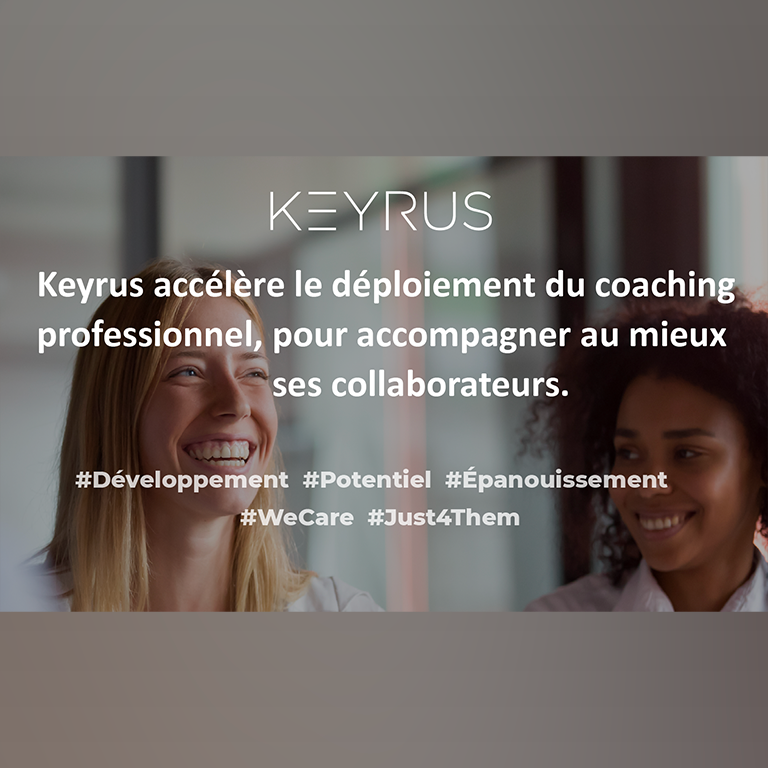 KEYRUS
Keyrus accélère le déploiement du coaching
professionnel, pour accompagner au mieux
ses collaborateurs.
#Développement #Potentiel #Épanouissement
#WeCare #Just4Them